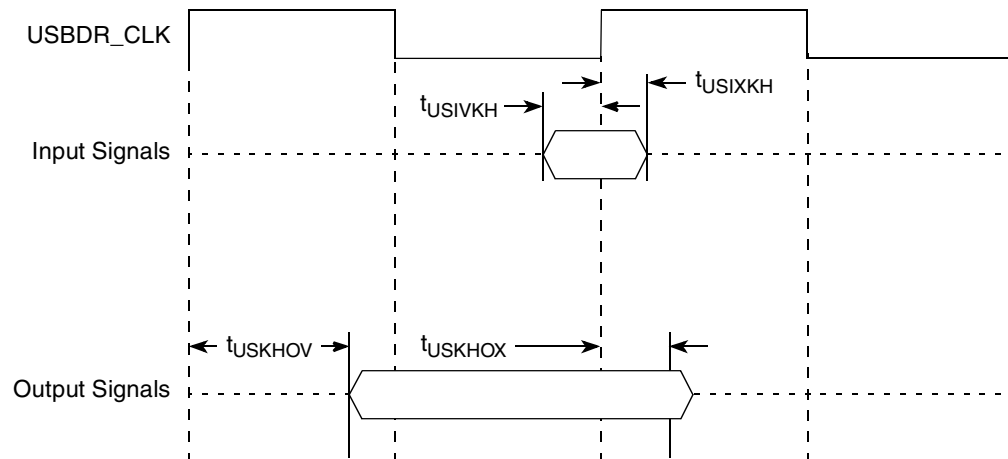 USBDR_CLK
tUSIXKH
tUSIVKH
Input Signals
tUSKHOV
tUSKHOX
Output Signals